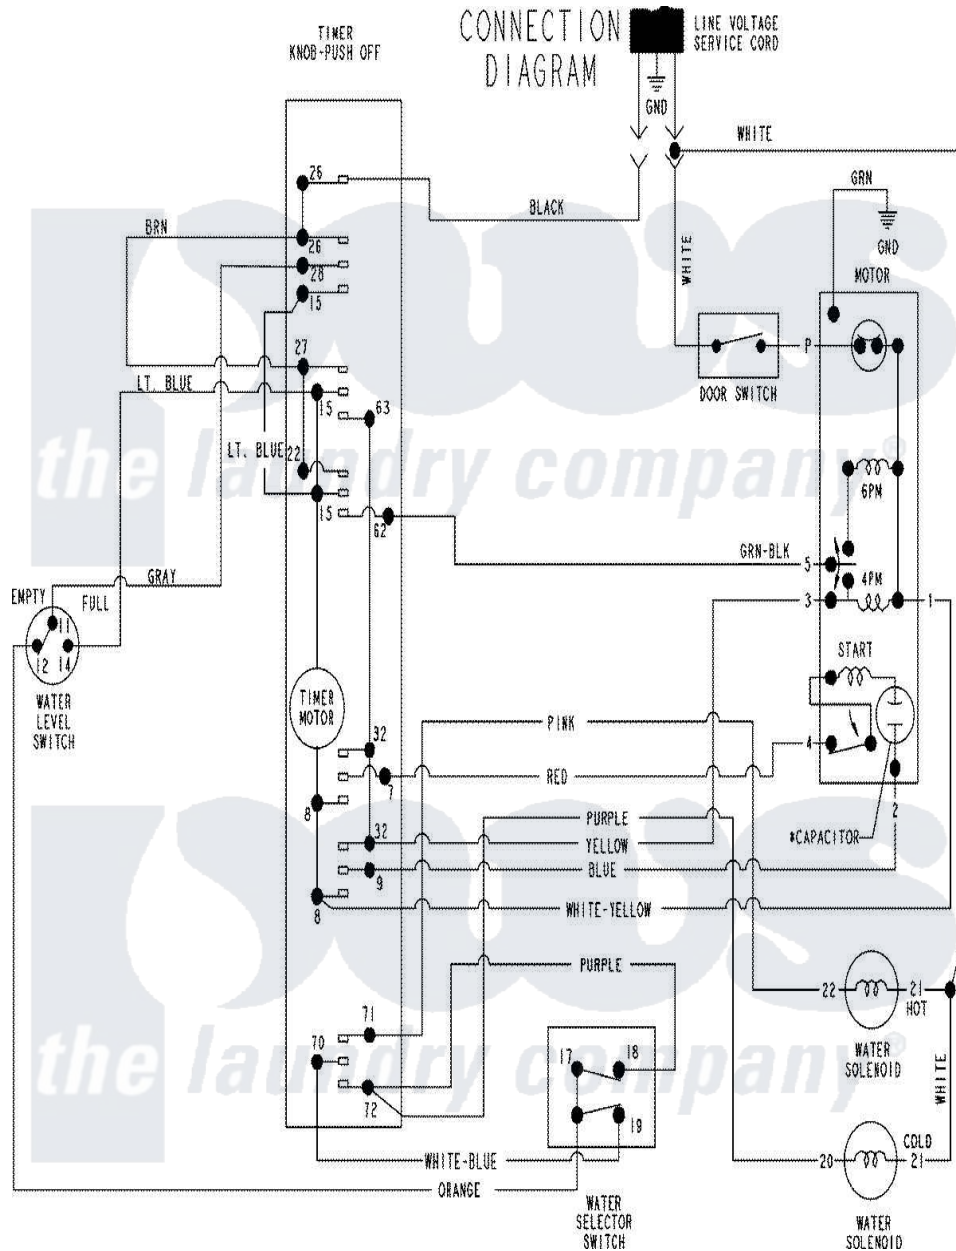 CONNECTION
DIAGRAM
LINE VOLTAGE
SERVICE CORD
TIMER
KNOB-PUSH OFF
GND
WHITE
26
BLACK
GRN
GND
BRN
26
28
15
WHITE
MOTOR
27
P
LT. BLUE
DOOR SWITCH
15
63
LT. BLUE
22
6PM
15
62
GRN-BLK
5
4PM
GRAY
EMPTY
FULL
3
1
11
12
14
START
WATER
LEVEL
SWITCH
TIMER
MOTOR
PINK
32
4
RED
7
8
PURPLE
2
*CAPACITOR
32
YELLOW
BLUE
9
8
WHITE-YELLOW
PURPLE
22
21
HOT
71
70
WATER
SOLENOID
17
18
72
19
WHITE
COLD
WHITE-BLUE
20
21
ORANGE
WATER
SELECTOR
SWITCH
WATER
SOLENOID
pws
the laundry company®
pws
the laundry company®